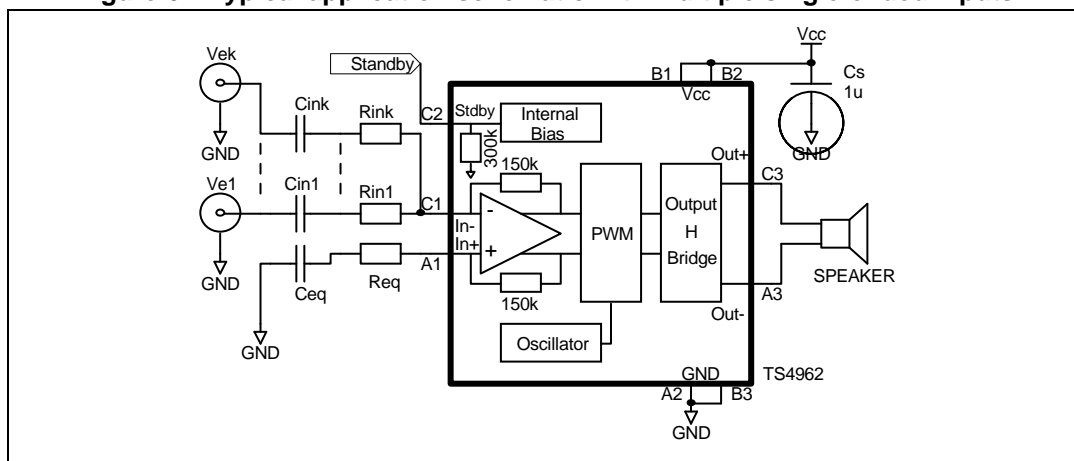 Vek
GND
Cink
Rink
Standby
C2
Stdby
300k
Internal
Bias
B1
B2
Vcc
Vcc
Cs
1u
GND
Ve1
GND
Cin1
Rin1
C1
In-
In+
-
+
150k
150k
A1
Ceq
Req
GND
PWM
Oscillator
Output
H
Bridge
Out+
C3
SPEAKER
A3
Out-
GND
TS4962
A2
B3
GND